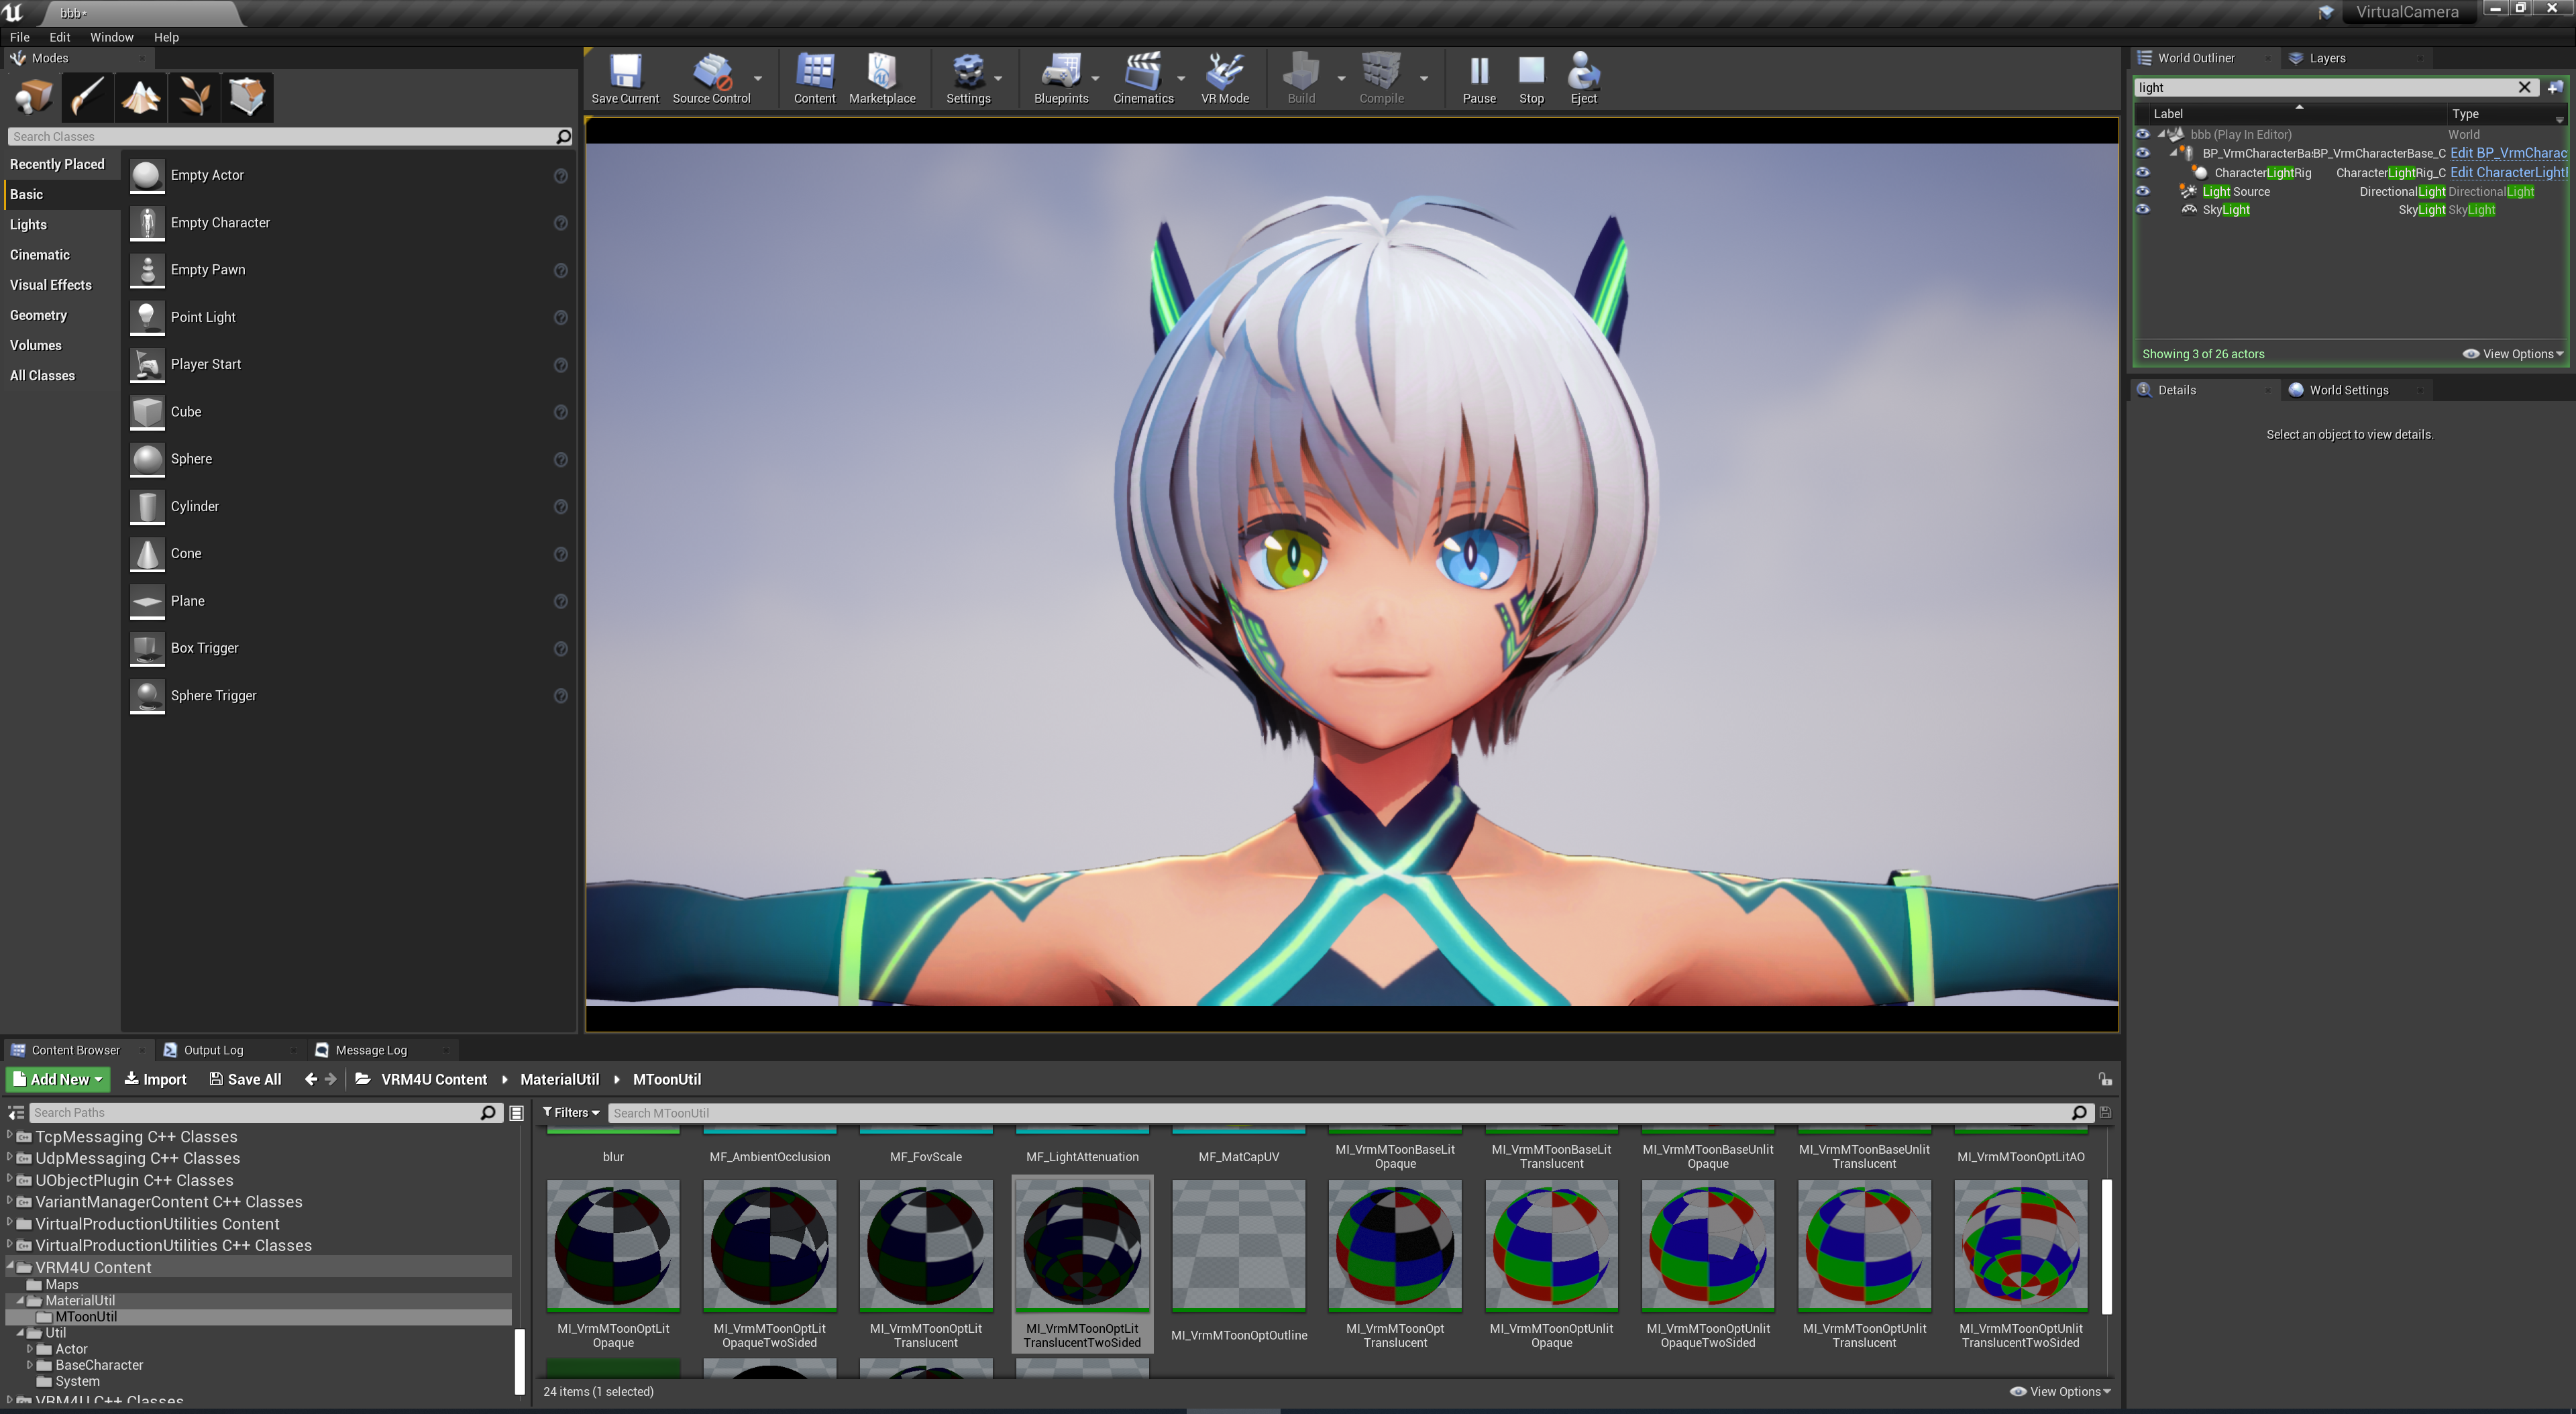 bbb*
VirtualCamera
File Edit Window Help
Modes
Search Classes
Recently Placed
Basic
Lights
Cinematic
Visual Effects
Geometry
Volumes
All Classes
Empty Actor
Empty Character
Empty Pawn
Point Light
Player Start
Cube
Sphere
Cylinder
Cone
Plane
Box Trigger
Sphere Trigger
Save Current Source Control Content Marketplace Settings Blueprints Cinematics VR Mode Build Compile Pause Stop Eject
World Outliner Layers
light
Label Type
bbb (Play In Editor) World
BP_VrmCharacterBa BP_VrmCharacterBase_C Edit BP_VrmCharac
CharacterLightRig CharacterLightRig_C Edit CharacterLight
Light Source DirectionalLight DirectionalLight
SkyLight SkyLight SkyLight
Showing 3 of 26 actors View Options
Details World Settings
Select an object to view details.
Content Browser Output Log Message Log
Add New Import Save All VRM4U Content MaterialUtil MToonUtil
Search Paths
Filters Search MToonUtil
TcpMessaging C++ Classes
UdpMessaging C++ Classes
UObjectPlugin C++ Classes
VariantManagerContent C++ Classes
VirtualProductionUtilities Content
VirtualProductionUtilities C++ Classes
VRM4U Content
Maps
MaterialUtil
MToonUtil
Util
Actor
BaseCharacter
System
VRM4U C++ Classes
blur MF_AmbientOcclusion MF_FovScale MF_LightAttenuation MF_MatCapUV MI_VrmMToonBaseLit MI_VrmMToonBaseLit MI_VrmMToonBaseUnlit MI_VrmMToonBaseUnlit MI_VrmMToonOptLitAO
Opaque Translucent Opaque Translucent
MI_VrmMToonOptLit MI_VrmMToonOptLit MI_VrmMToonOptLit MI_VrmMToonOptLit MI_VrmMToonOptOutline MI_VrmMToonOpt MI_VrmMToonOptUnlit MI_VrmMToonOptUnlit MI_VrmMToonOptUnlit MI_VrmMToonOptUnlit
Opaque OpaqueTwoSided Translucent TranslucentTwoSided Translucent Opaque OpaqueTwoSided Translucent TranslucentTwoSided
24 items (1 selected) View Options